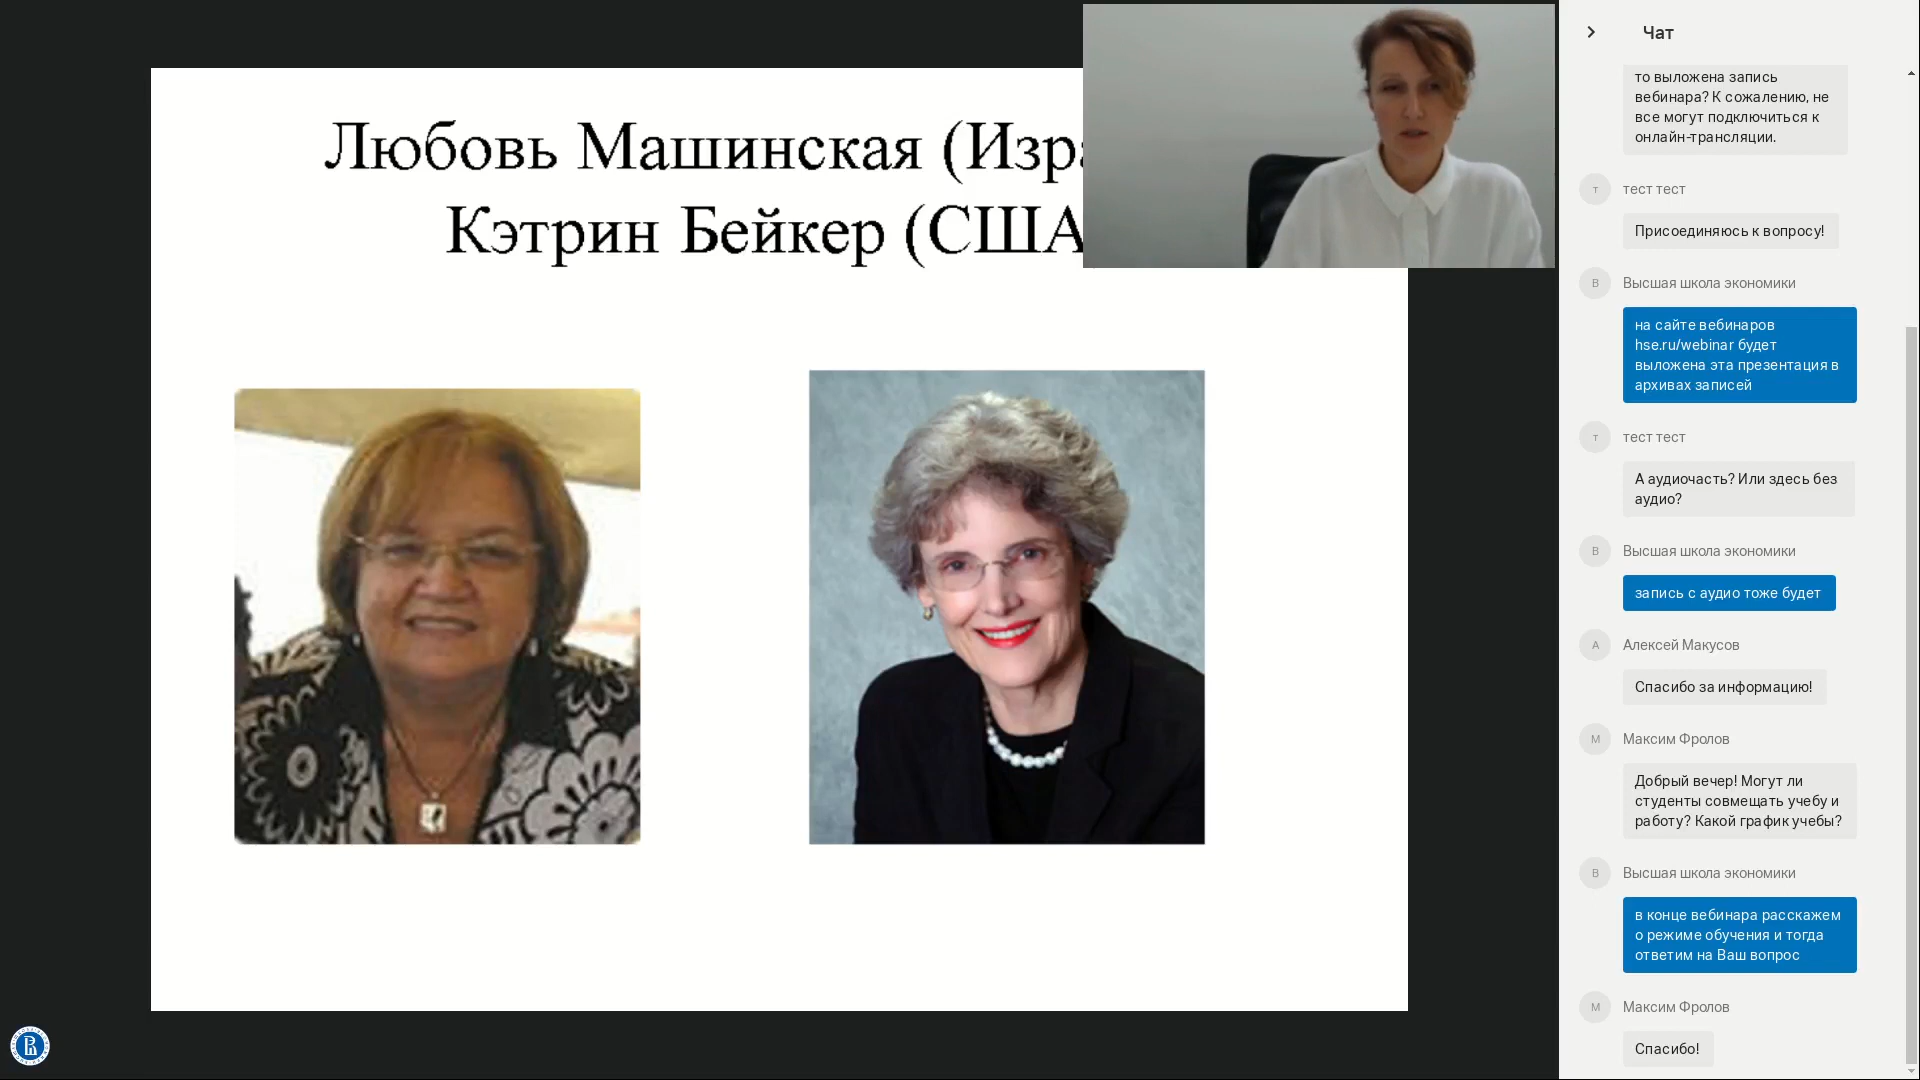 Любовь Машинская (Изра
Кэтрин Бейкер (США
Чат
то выложена запись
вебинара? К сожалению, не
все могут подключиться к
онлайн-трансляции.
т
тест тест
Присоединяюсь к вопросу!
В
Высшая школа экономики
на сайте вебинаров
hse.ru/webinar будет
выложена эта презентация в
архивах записей
т
тест тест
А аудиочасть? Или здесь без
аудио?
В
Высшая школа экономики
запись с аудио тоже будет
А
Алексей Макусов
Спасибо за информацию!
М
Максим Фролов
Добрый вечер! Могут ли
студенты совмещать учебу и
работу? Какой график учебы?
В
Высшая школа экономики
в конце вебинара расскажем
о режиме обучения и тогда
ответим на Ваш вопрос
М
Максим Фролов
Спасибо!